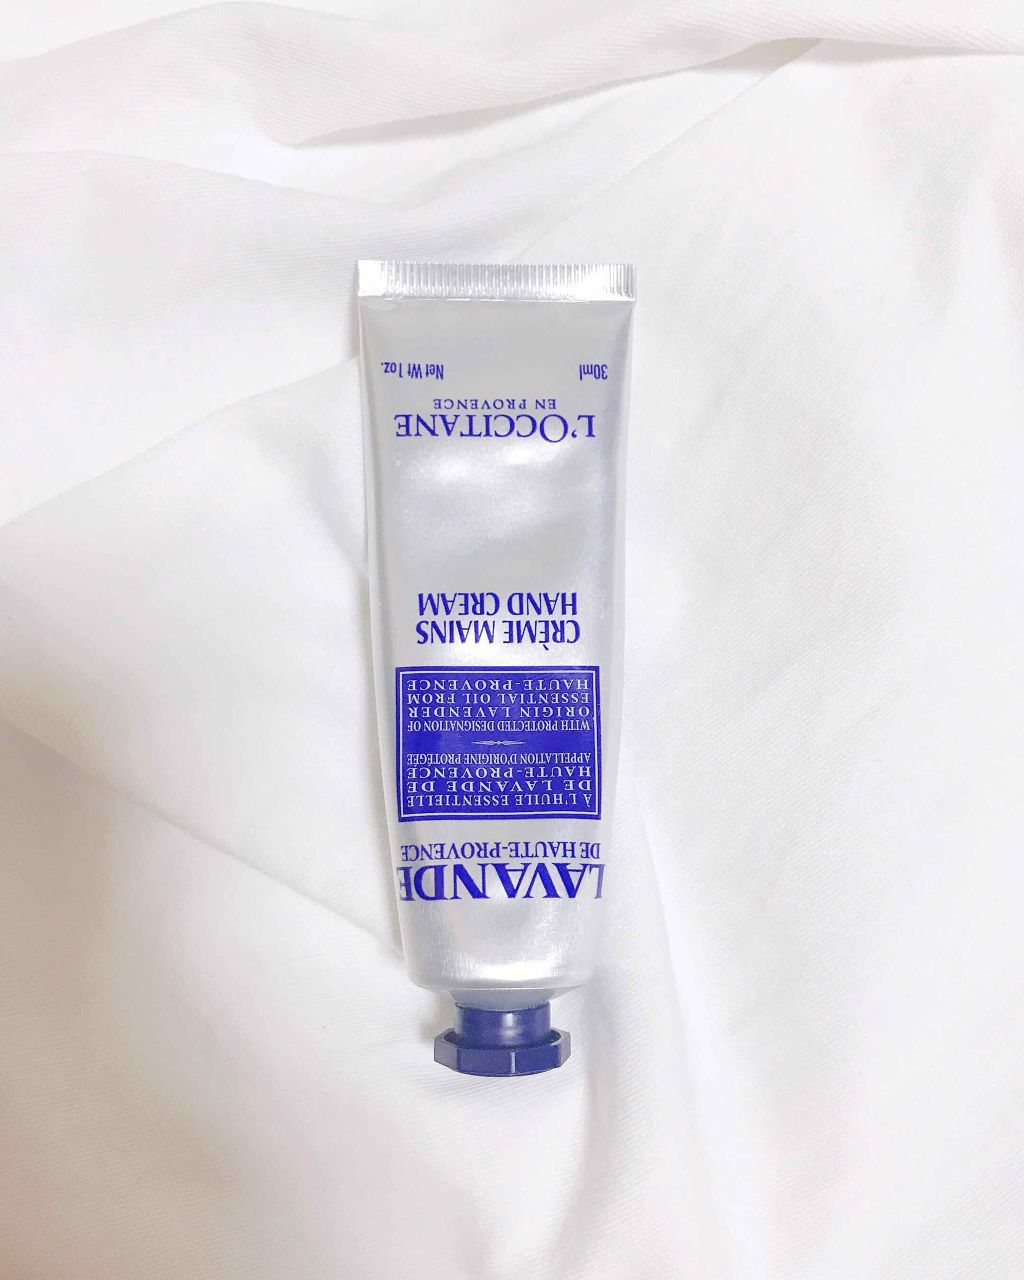 LAVANDE
DE HAUTE-PROVENCE
À L'HUILE ESSENTIELLE
DE LAVANDE DE
HAUTE-PROVENCE
APPELLATION D'ORIGINE PROTÉGÉE
WITH PROTECTED DESIGNATION OF
ORIGIN LAVENDER
ESSENTIAL OIL FROM
HAUTE-PROVENCE
CRÈME MAINS
HAND CREAM
L'OCCITANE
EN PROVENCE
30ml Net Wt 1 oz.